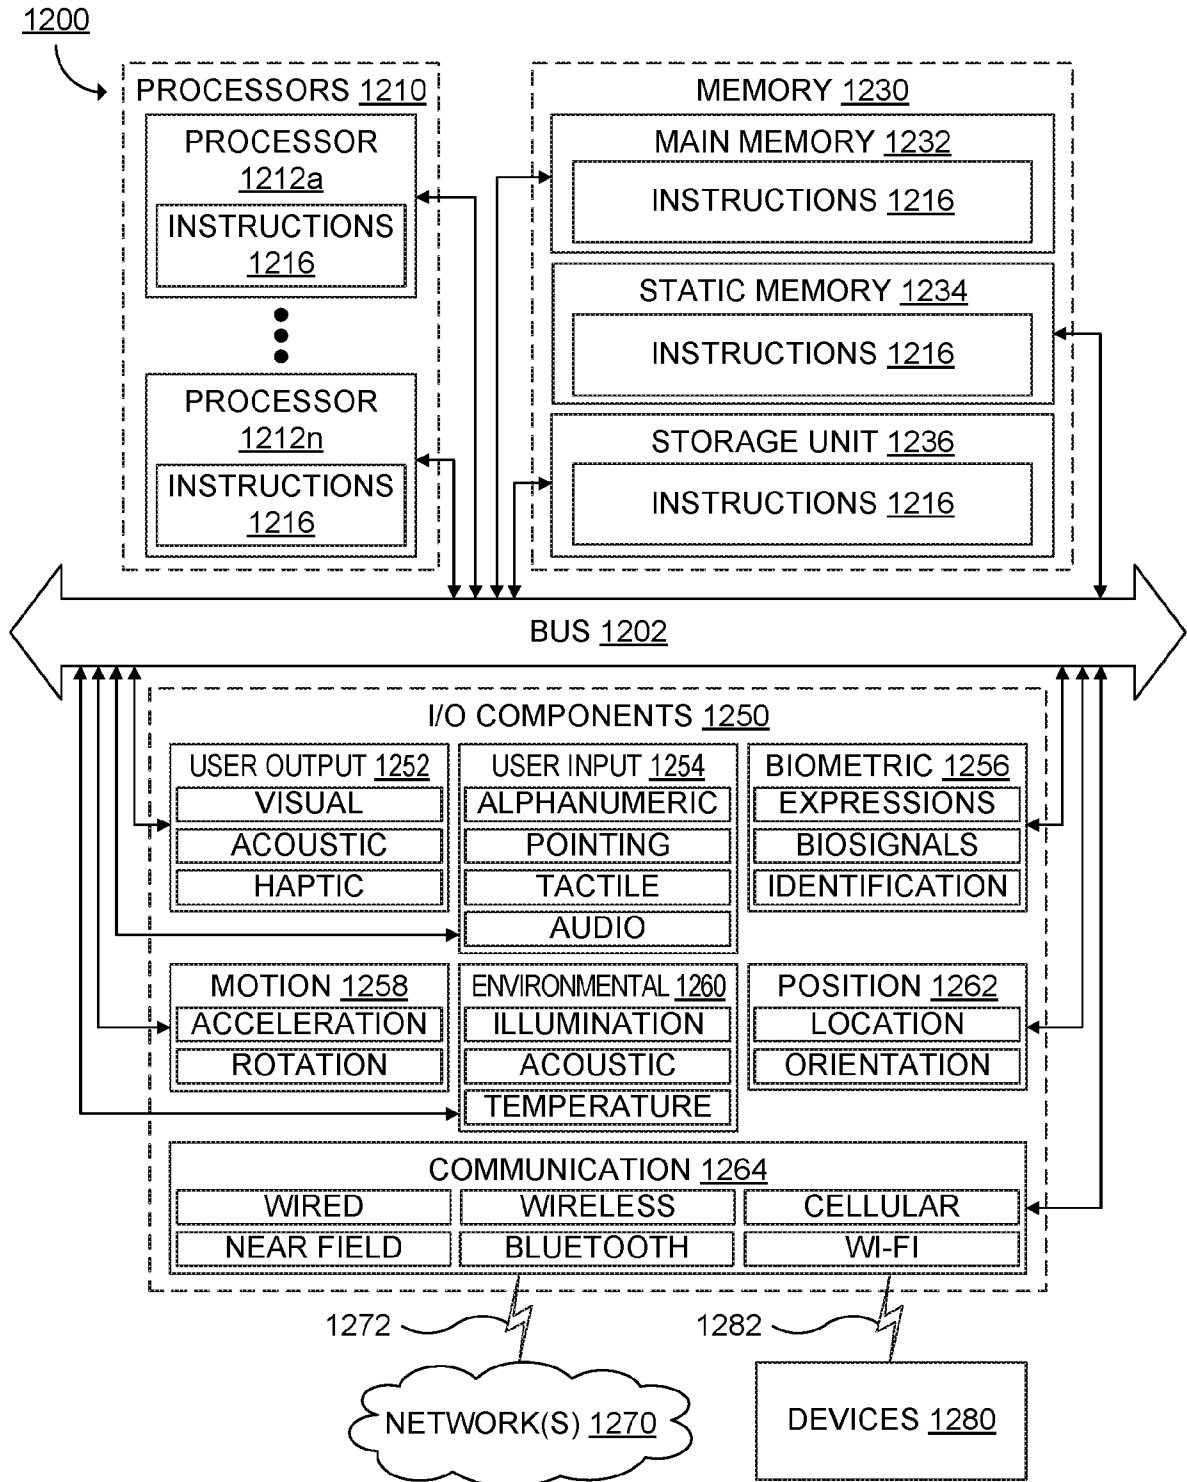 1200
PROCESSORS 1210
PROCESSOR
1212a
INSTRUCTIONS
1216
PROCESSOR
1212n
INSTRUCTIONS
1216
MEMORY 1230
MAIN MEMORY 1232
INSTRUCTIONS 1216
STATIC MEMORY 1234
INSTRUCTIONS 1216
STORAGE UNIT 1236
INSTRUCTIONS 1216
BUS 1202
I/O COMPONENTS 1250
USER OUTPUT 1252
VISUAL
ACOUSTIC
HAPTIC
USER INPUT 1254
ALPHANUMERIC
POINTING
TACTILE
AUDIO
BIOMETRIC 1256
EXPRESSIONS
BIOSIGNALS
IDENTIFICATION
MOTION 1258
ACCELERATION
ROTATION
ENVIRONMENTAL 1260
ILLUMINATION
ACOUSTIC
TEMPERATURE
POSITION 1262
LOCATION
ORIENTATION
COMMUNICATION 1264
WIRED
WIRELESS
CELLULAR
NEAR FIELD
BLUETOOTH
WI-FI
1272
1282
NETWORK(S) 1270
DEVICES 1280